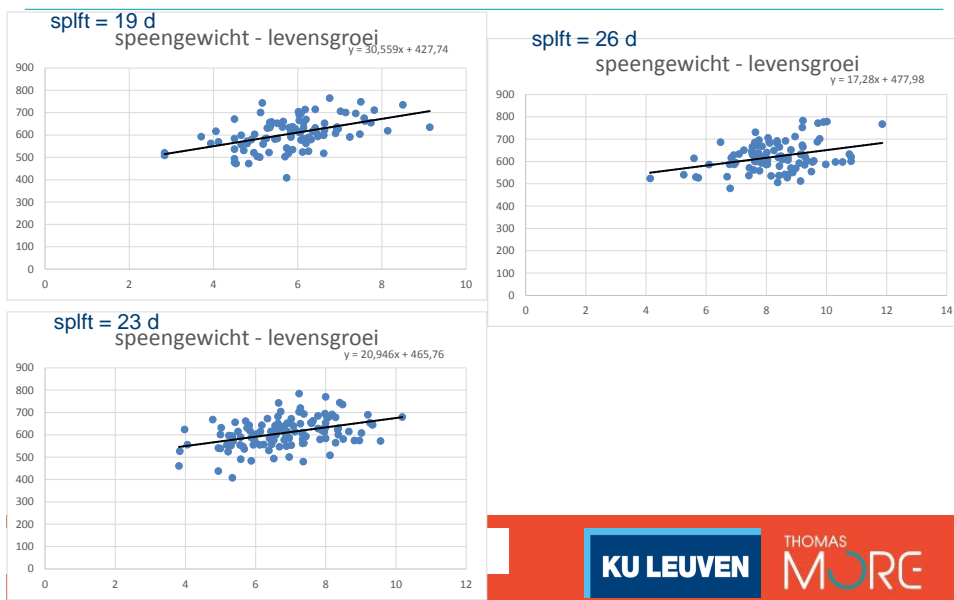 splft = 19 d
speengewicht - levensgroei
y = 30,559x + 427,74
900
800
700
600
500
400
300
200
100
0
0 2 4 6 8 10
splft = 26 d
speengewicht - levensgroei
y = 17,28x + 477,98
900
800
700
600
500
400
300
200
100
0
0 2 4 6 8 10 12 14
splft = 23 d
speengewicht - levensgroei
y = 20,946x + 465,76
900
800
700
600
500
400
300
200
100
0
0 2 4 6 8 10 12
KU LEUVEN
THOMAS
MORE